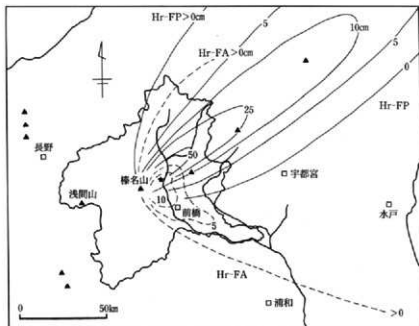 Hr-FP>0cm
5
10cm
5
0
Hr-FA>0cm
Hr-FP
25
長野
50
榛名山
宇都宮
浅間山
10
前橋
水戸
5
Hr-FA
浦和
>0
0
50km